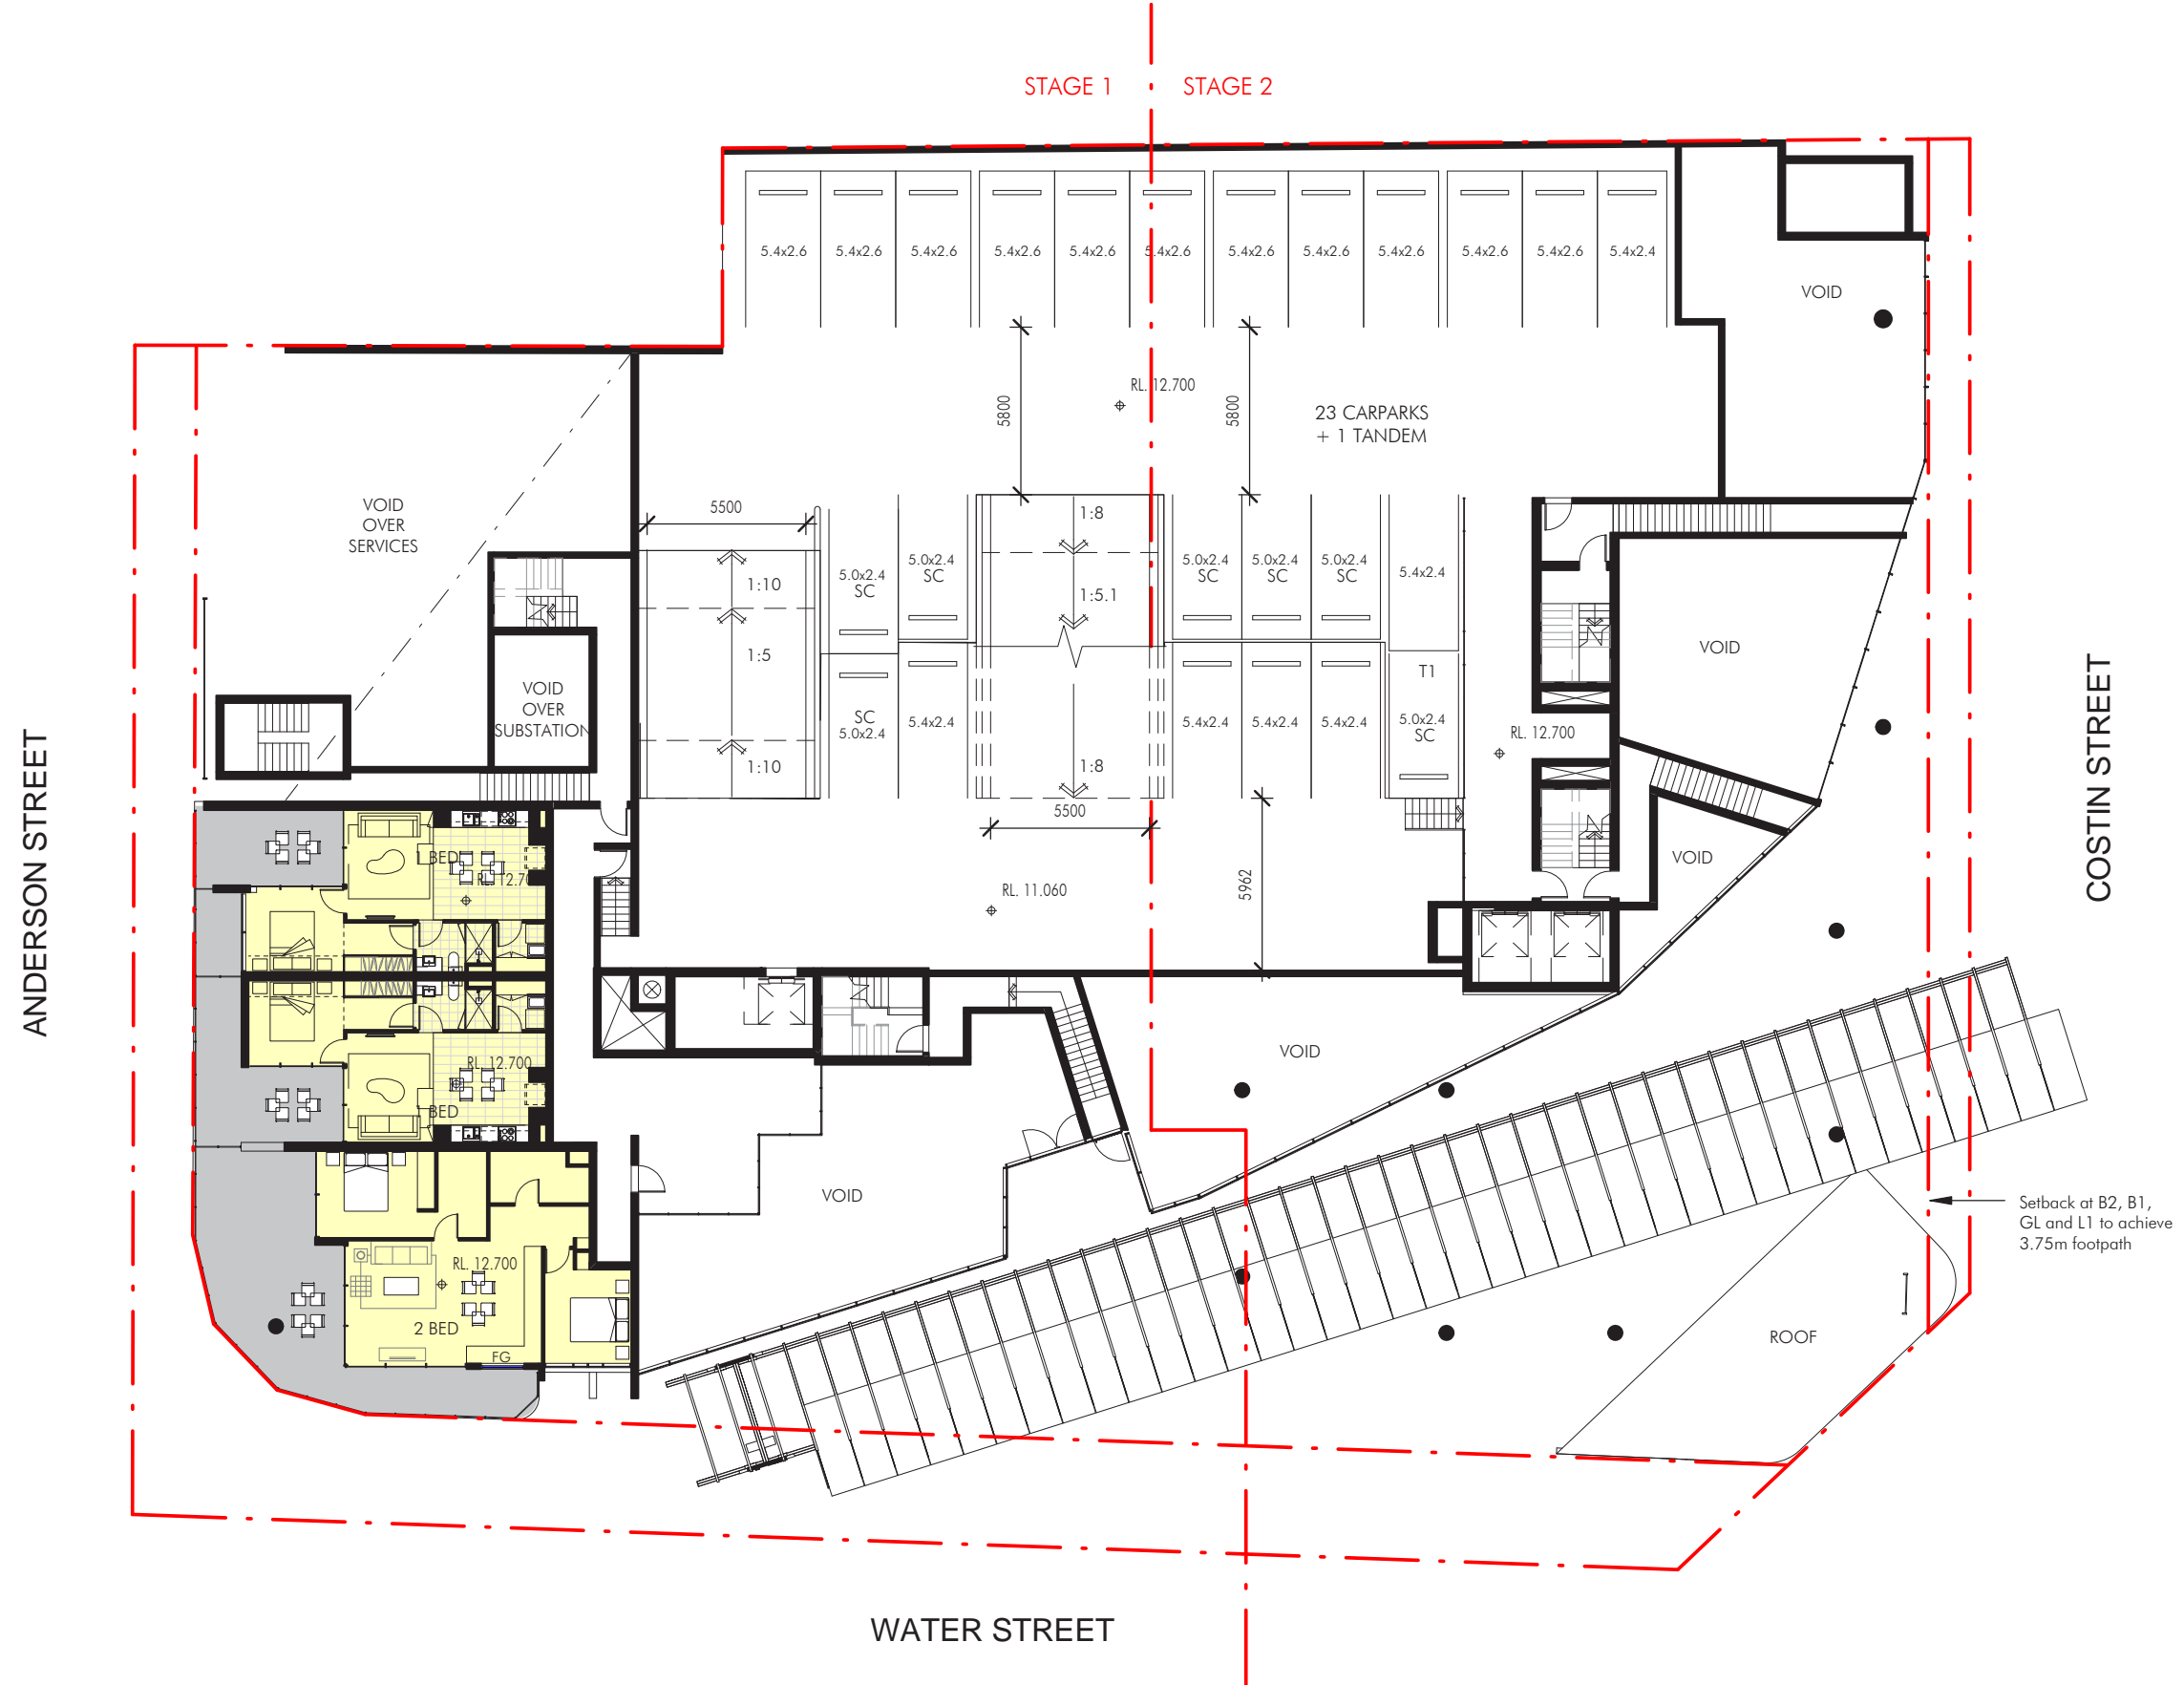 STAGE 1
STAGE 2
5.4x2.6
5.4x2.6
5.4x2.6
5.4x2.6
5.4x2.6
5.4x2.6
5.4x2.6
5.4x2.6
5.4x2.6
5.4x2.6
5.4x2.6
5.4x2.4
VOID
RL. 12.700
5800
5800
23 CARPARKS
+ 1 TANDEM
VOID
OVER
SERVICES
5500
1:8
1:10
5.0x2.4
SC
5.0x2.4
SC
1:5.1
5.0x2.4
SC
5.0x2.4
SC
5.0x2.4
SC
5.4x2.4
1:5
VOID
T1
VOID
OVER
SUBSTATION
SC
5.0x2.4
5.4x2.4
5.4x2.4
5.4x2.4
5.4x2.4
5.0x2.4
SC
RL. 12.700
1:10
1:8
5500
ANDERSON STREET
COSTIN STREET
1 BED
RL. 12.70
RL. 11.060
5962
VOID
RL. 12.700
BED
VOID
VOID
RL. 12.700
2 BED
FG
Setback at B2, B1,
GL and L1 to achieve
3.75m footpath
ROOF
WATER STREET